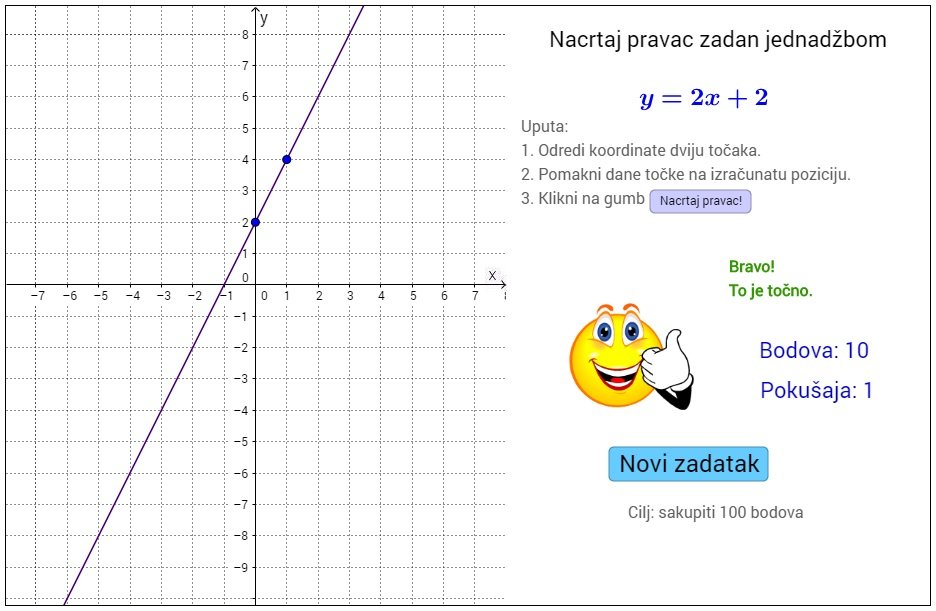 y
8
7
6
5
4
3
2
1
0
x
−7 −6 −5 −4 −3 −2 −1 0 1 2 3 4 5 6 7
−1
−2
−3
−4
−5
−6
−7
−8
−9
Nacrtaj pravac zadan jednadžbom
y = 2x + 2
Uputa:
1. Odredi koordinate dviju točaka.
2. Pomakni dane točke na izračunatu poziciju.
3. Klikni na gumb Nacrtaj pravac!
Bravo!
To je točno.
Bodova: 10
Pokušaja: 1
Novi zadatak
Cilj: sakupiti 100 bodova